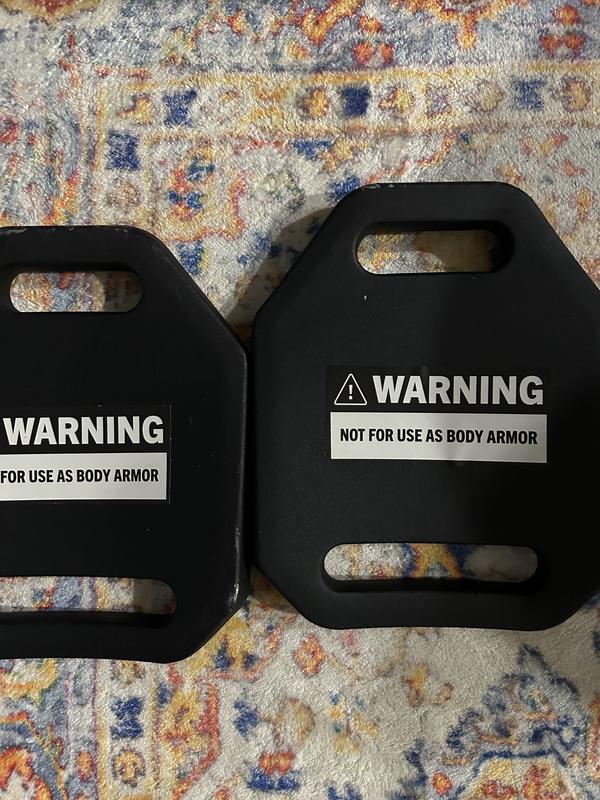 WARNING
FOR USE AS BODY ARMOR
WARNING
NOT FOR USE AS BODY ARMOR